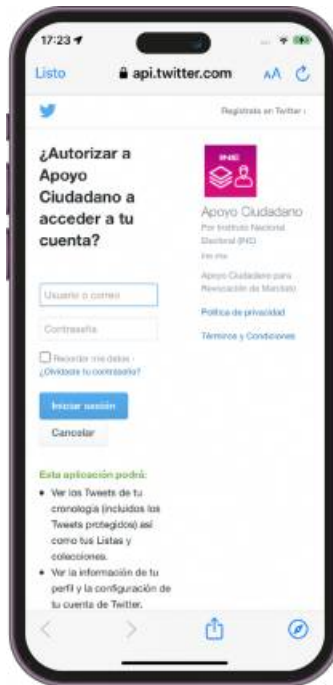 17:23
Listo
api.twitter.com
AA
Regístrate en Twitter ›
¿Autorizar a
Apoyo
Ciudadano a
acceder a tu
cuenta?
INE
Apoyo Ciudadano
Por Instituto Nacional
Electoral (INE)
Apoyo Ciudadano para
Revocación de Mandato
Política de privacidad
Términos y Condiciones
Usuario o correo
Contraseña
Recordar mis datos ·
¿Olvidaste tu contraseña?
Iniciar sesión
Cancelar
Esta aplicación podrá:
Ver los Tweets de tu
cronología (incluidos los
Tweets protegidos) así
como tus Listas y
colecciones.
Ver la información de tu
perfil y la configuración de
tu cuenta de Twitter.